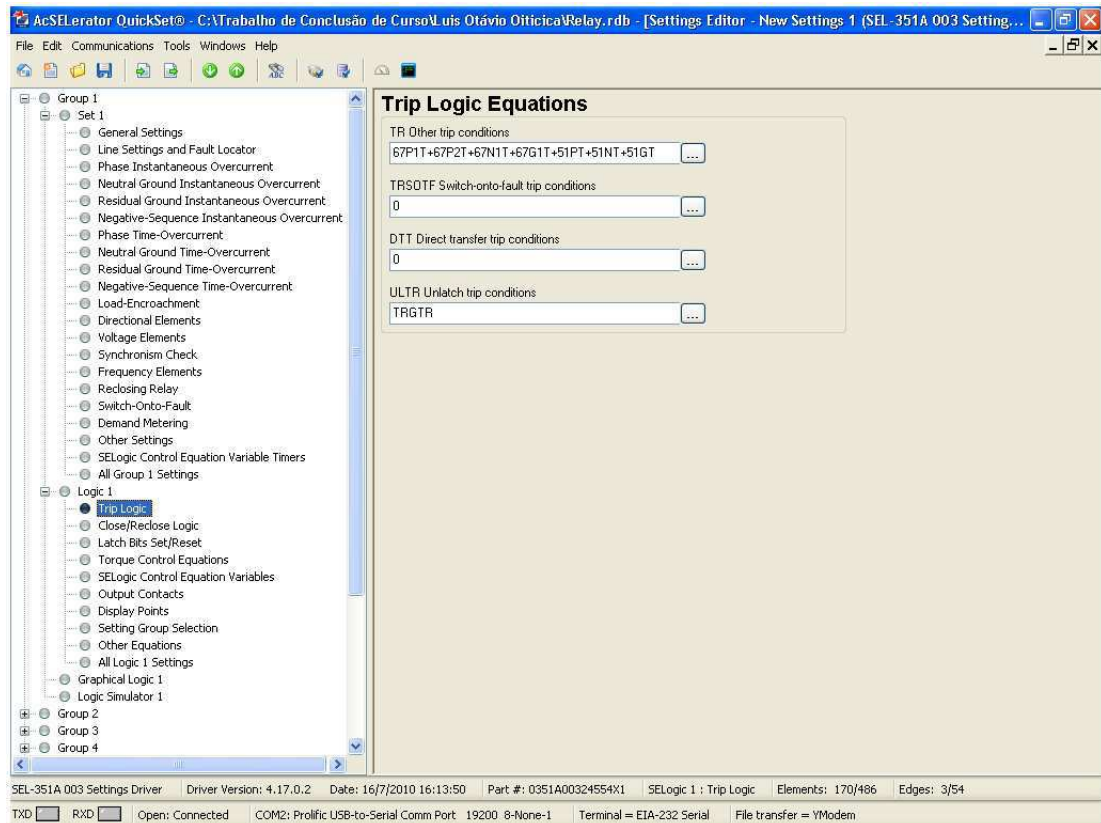 AcSELerator QuickSet® - C:\Trabalho de Conclusão de Curso\Luis Otávio Oiticica\Relay.rdb - [Settings Editor - New Settings 1 (SEL-351A 003 Setting...
File Edit Communications Tools Windows Help
Group 1
Set 1
General Settings
Line Settings and Fault Locator
Phase Instantaneous Overcurrent
Neutral Ground Instantaneous Overcurrent
Residual Ground Instantaneous Overcurrent
Negative-Sequence Instantaneous Overcurrent
Phase Time-Overcurrent
Neutral Ground Time-Overcurrent
Residual Ground Time-Overcurrent
Negative-Sequence Time-Overcurrent
Load-Encroachment
Directional Elements
Voltage Elements
Synchronism Check
Frequency Elements
Reclosing Relay
Switch-Onto-Fault
Demand Metering
Other Settings
SELogic Control Equation Variable Timers
All Group 1 Settings
Logic 1
Trip Logic
Close/Reclose Logic
Latch Bits Set/Reset
Torque Control Equations
SELogic Control Equation Variables
Output Contacts
Display Points
Setting Group Selection
Other Equations
All Logic 1 Settings
Graphical Logic 1
Logic Simulator 1
Group 2
Group 3
Group 4
Trip Logic Equations
TR Other trip conditions
67P1T+67P2T+67N1T+67G1T+51PT+51NT+51GT ...
TRSOTF Switch-onto-fault trip conditions
0 ...
DTT Direct transfer trip conditions
0 ...
ULTR Unlatch trip conditions
TRGTR ...
SEL-351A 003 Settings Driver Driver Version: 4.17.0.2 Date: 16/7/2010 16:13:50 Part #: 0351A00324554X1 SELogic 1 : Trip Logic Elements: 170/486 Edges: 3/54
TXD RXD Open: Connected COM2: Prolific USB-to-Serial Comm Port 19200 8-None-1 Terminal = EIA-232 Serial File transfer = YModem